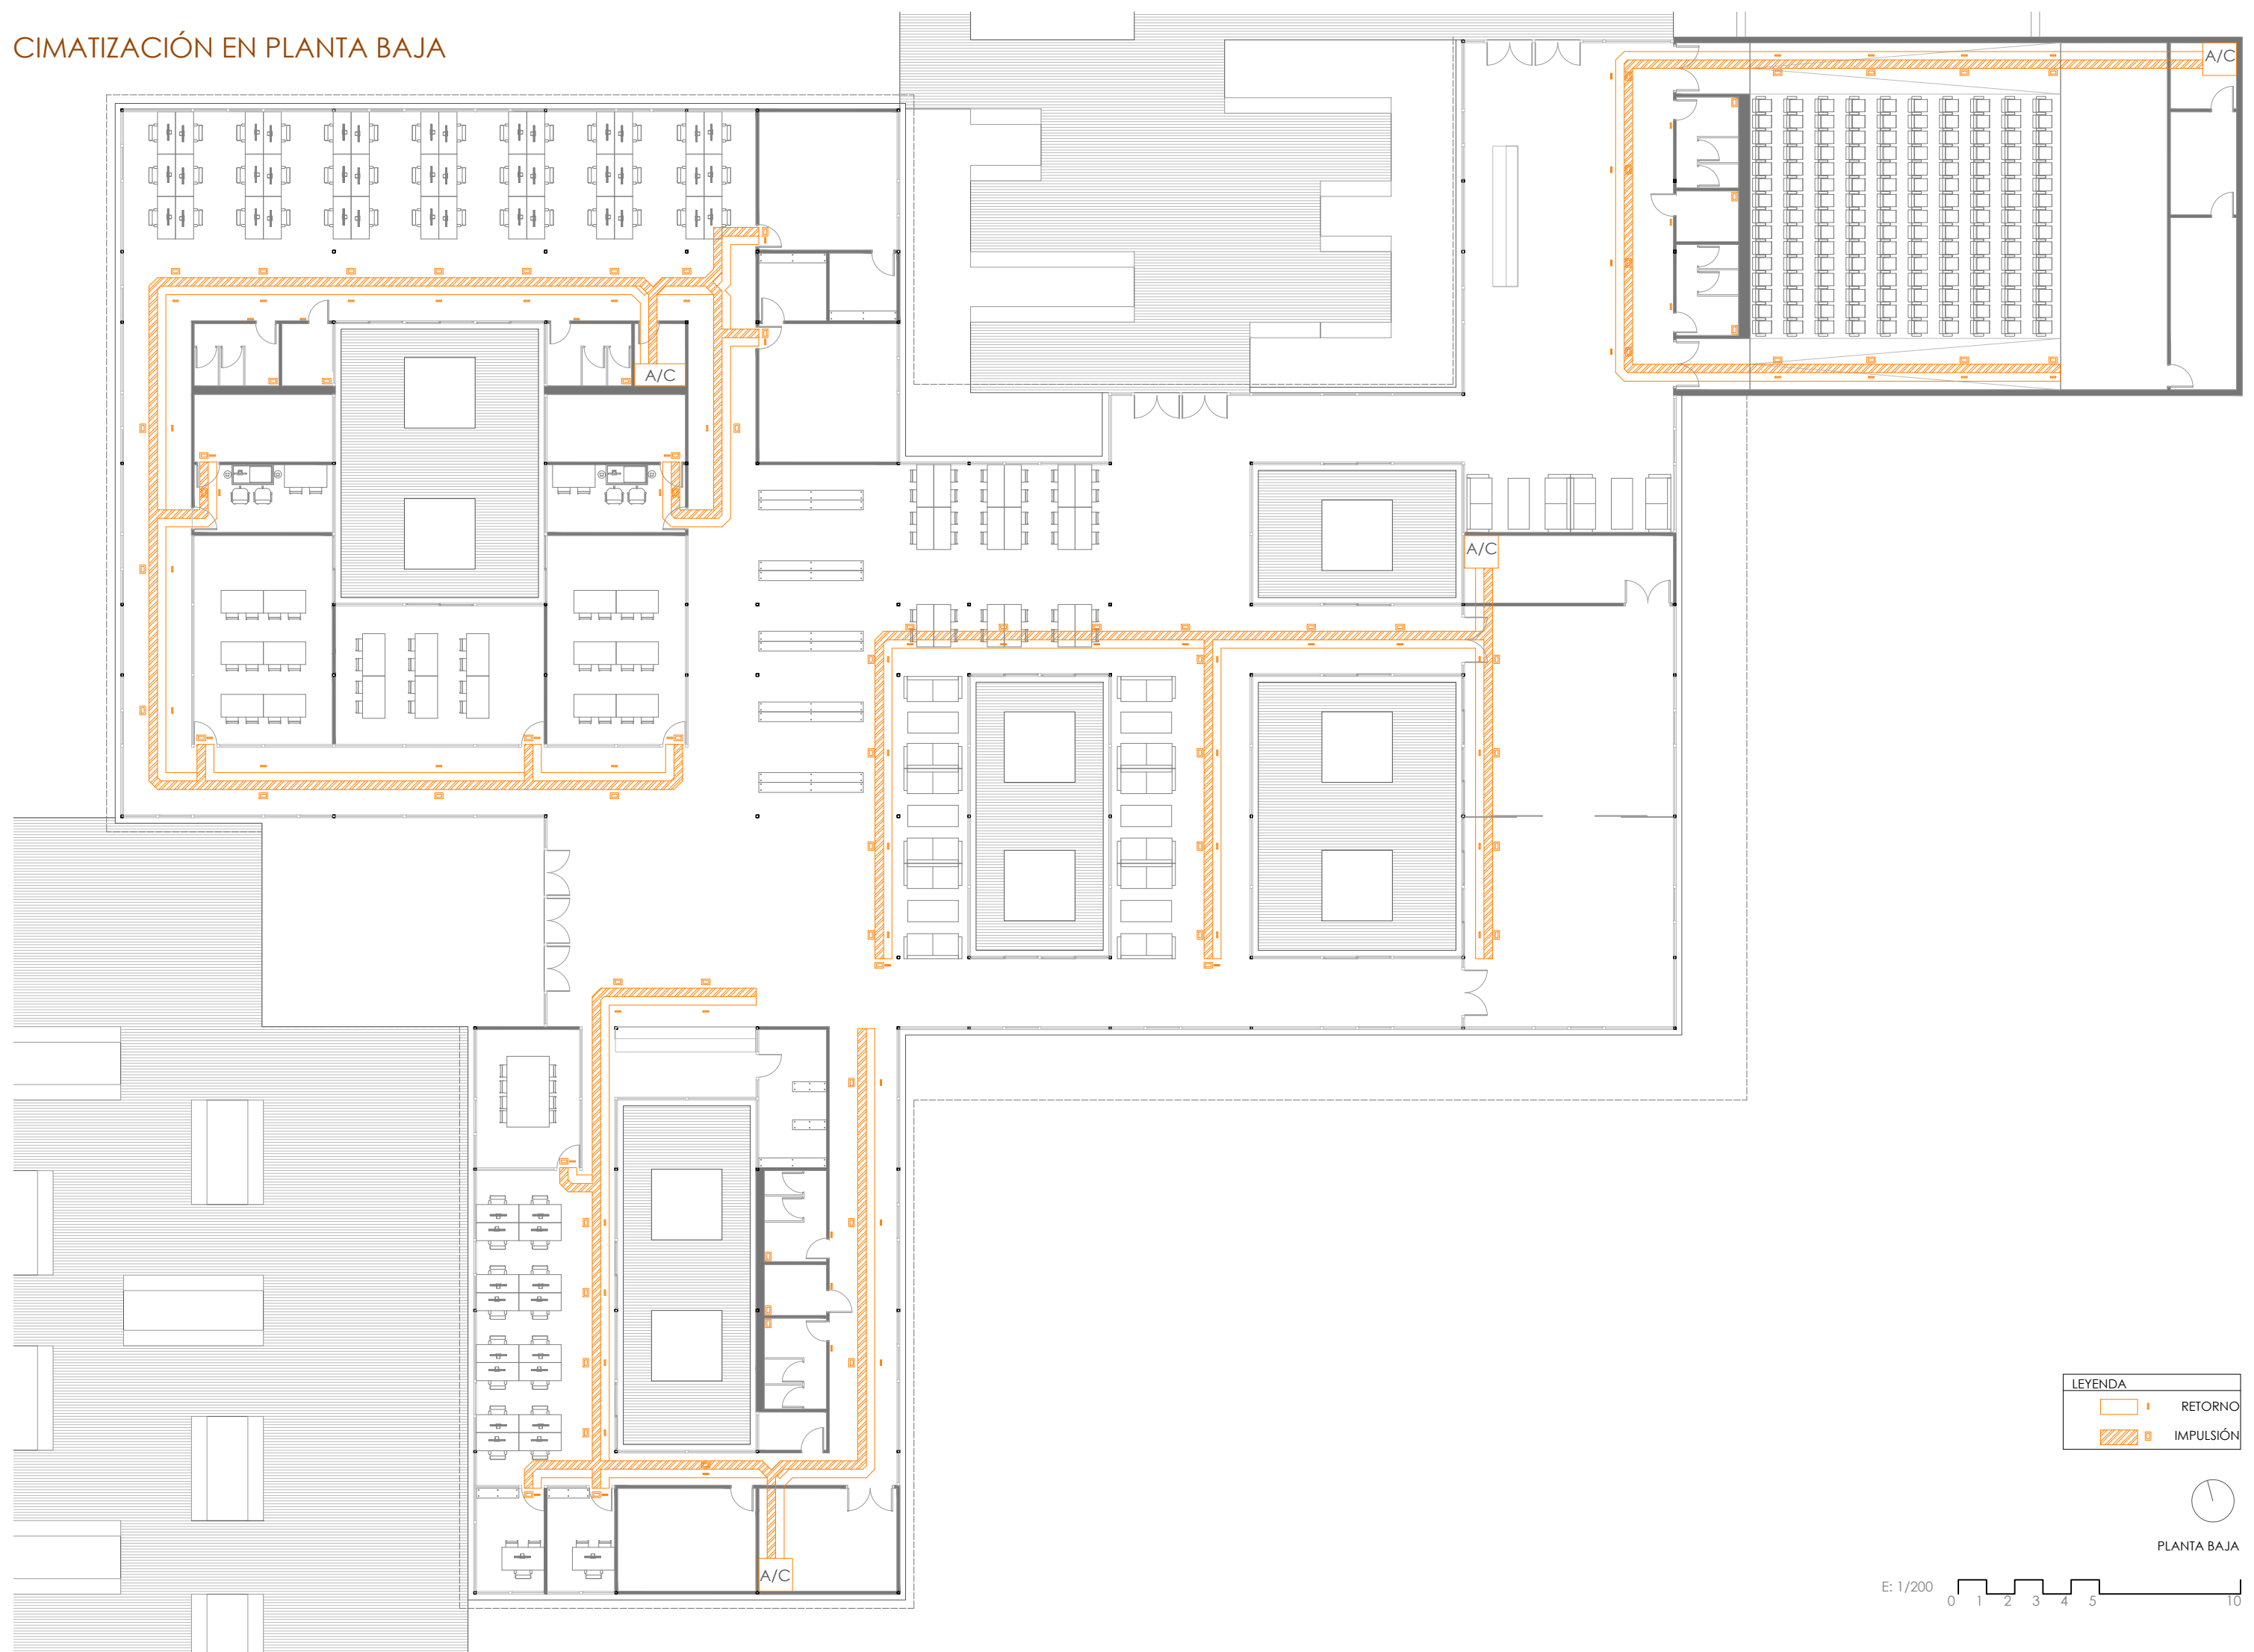 CIMATIZACIÓN EN PLANTA BAJA
A/C
A/C
A/C
A/C
LEYENDA
RETORNO
IMPULSIÓN
PLANTA BAJA
E: 1/200
0 1 2 3 4 5 10